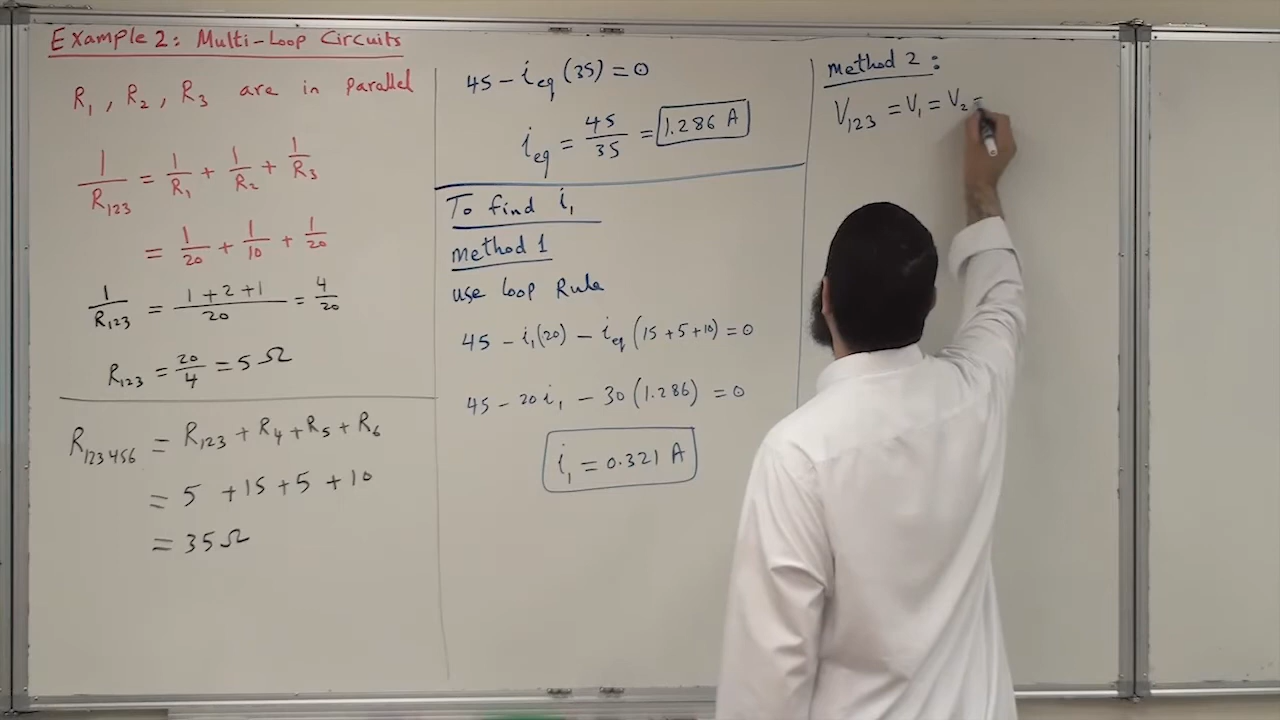 Example 2: Multi-Loop Circuits
R₁, R₂, R₃ are in Parallel
1/R₁₂₃ = 1/R₁ + 1/R₂ + 1/R₃
= 1/20 + 1/10 + 1/20
1/R₁₂₃ = (1+2+1)/20 = 4/20
R₁₂₃ = 20/4 = 5 Ω
R₁₂₃₄₅₆ = R₁₂₃ + R₄ + R₅ + R₆
= 5 + 15 + 5 + 10
= 35 Ω
45 - i_eq (35) = 0
i_eq = 45/35 = 1.286 A
To find i₁
method 1
use Loop Rule
45 - i₁(20) - i_eq (15+5+10) = 0
45 - 20 i₁ - 30 (1.286) = 0
i₁ = 0.321 A
method 2:
V₁₂₃ = V₁ = V₂ =